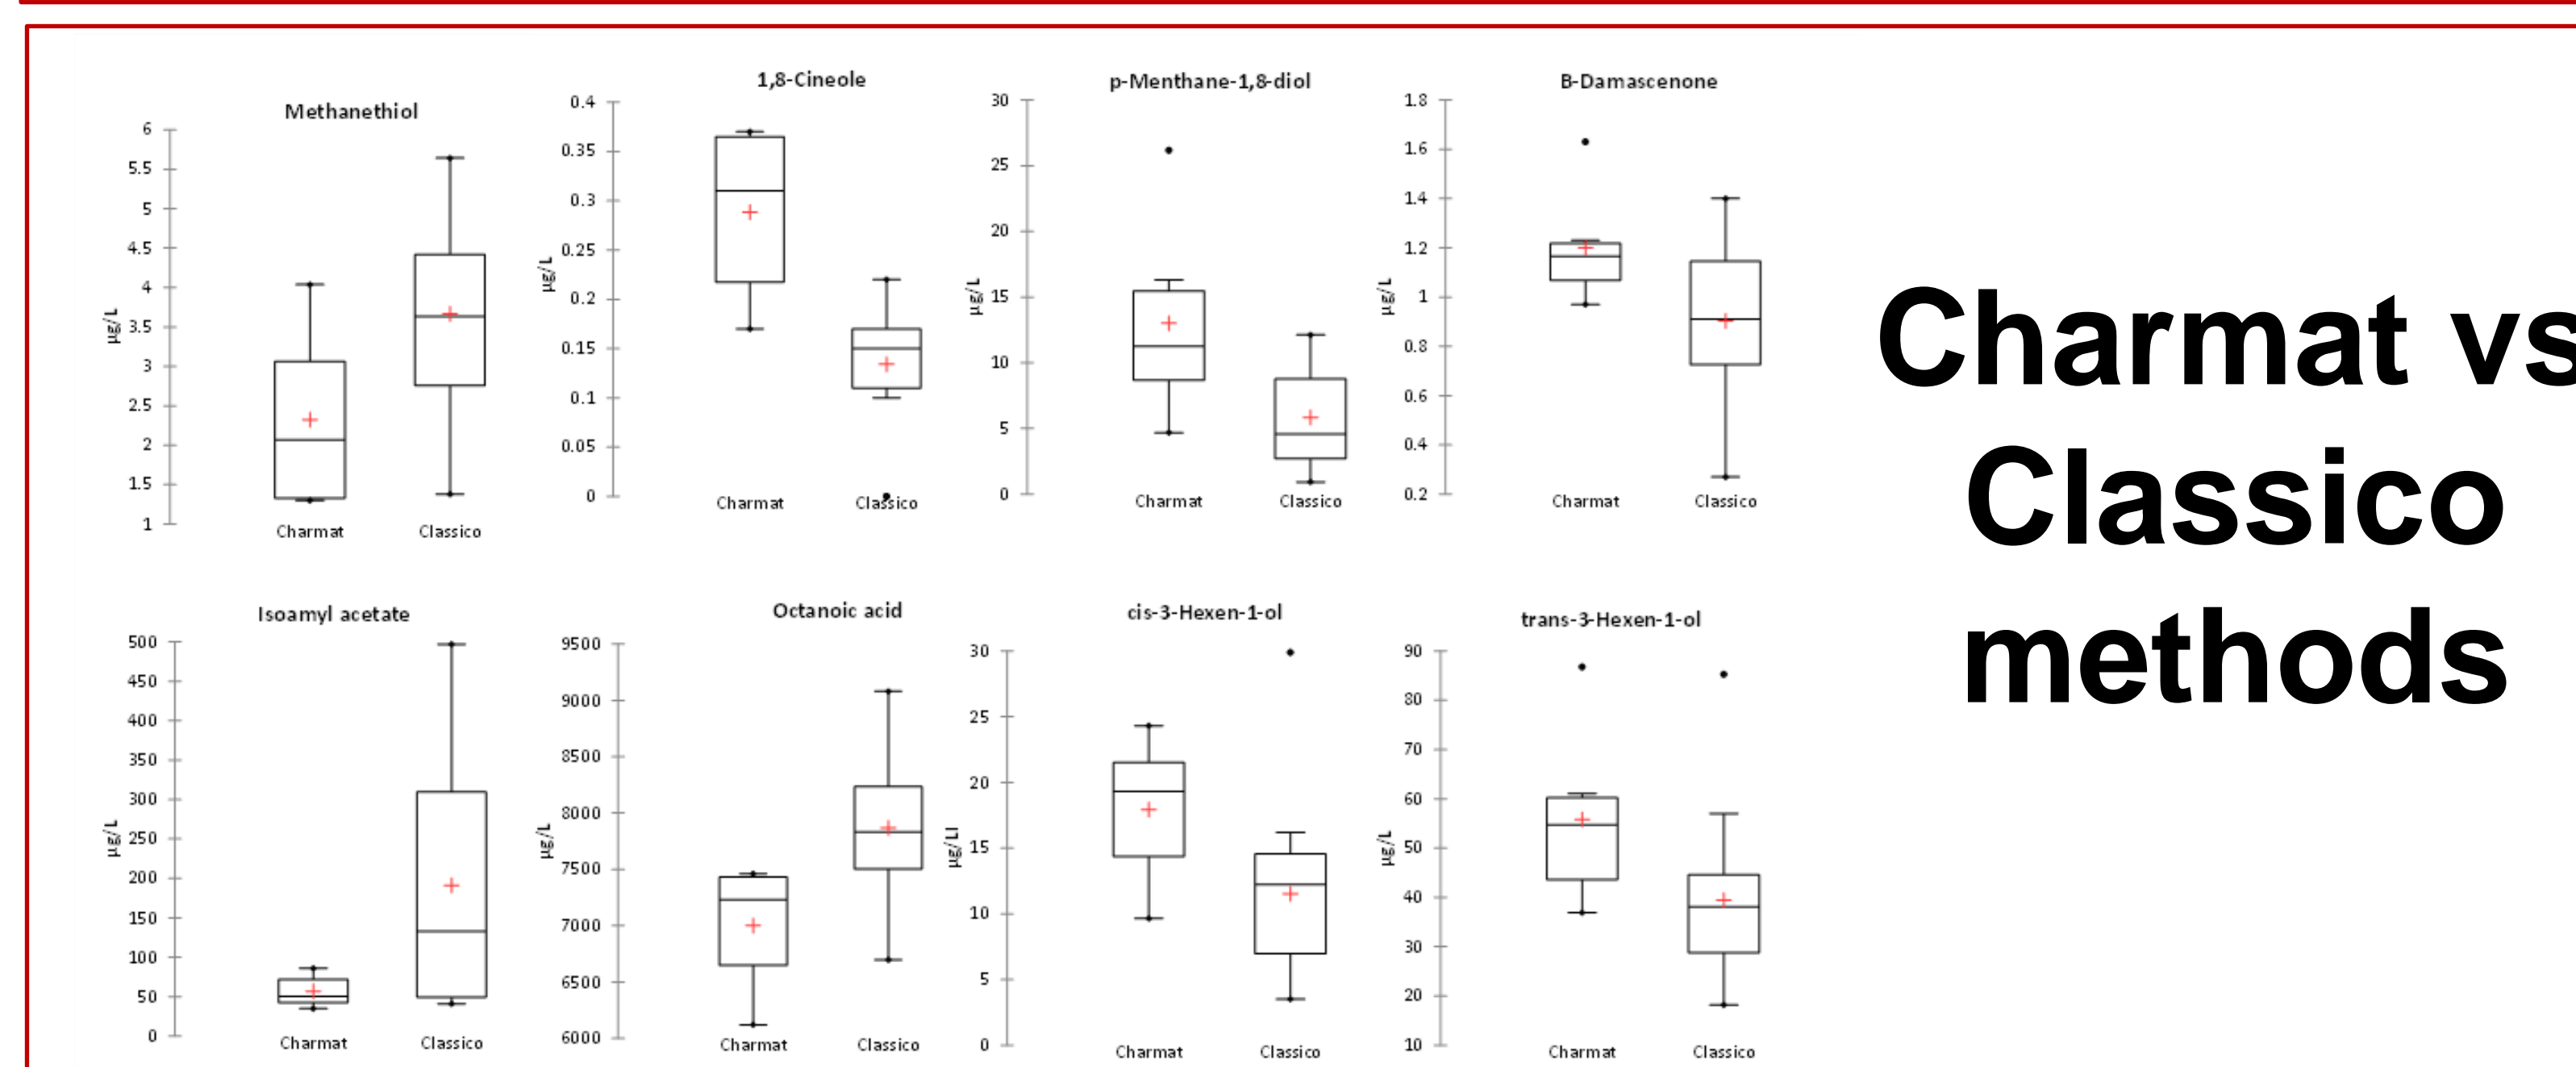 Methanethiol
6
5.5
5
4.5
4
3.5
3
2.5
2
1.5
1
µg/L
Charmat Classico
1,8-Cineole
0.4
0.35
0.3
0.25
0.2
0.15
0.1
0.05
0
µg/L
Charmat Classico
p-Menthane-1,8-diol
30
25
20
15
10
5
0
µg/L
Charmat Classico
B-Damascenone
1.8
1.6
1.4
1.2
1
0.8
0.6
0.4
0.2
µg/L
Charmat Classico
Isoamyl acetate
500
450
400
350
300
250
200
150
100
50
0
µg/L
Charmat Classico
Octanoic acid
9500
9000
8500
8000
7500
7000
6500
6000
µg/L
Charmat Classico
cis-3-Hexen-1-ol
30
25
20
15
10
5
0
µg/Ll
Charmat Classico
trans-3-Hexen-1-ol
90
80
70
60
50
40
30
20
10
µg/L
Charmat Classico
Charmat vs
Classico
methods